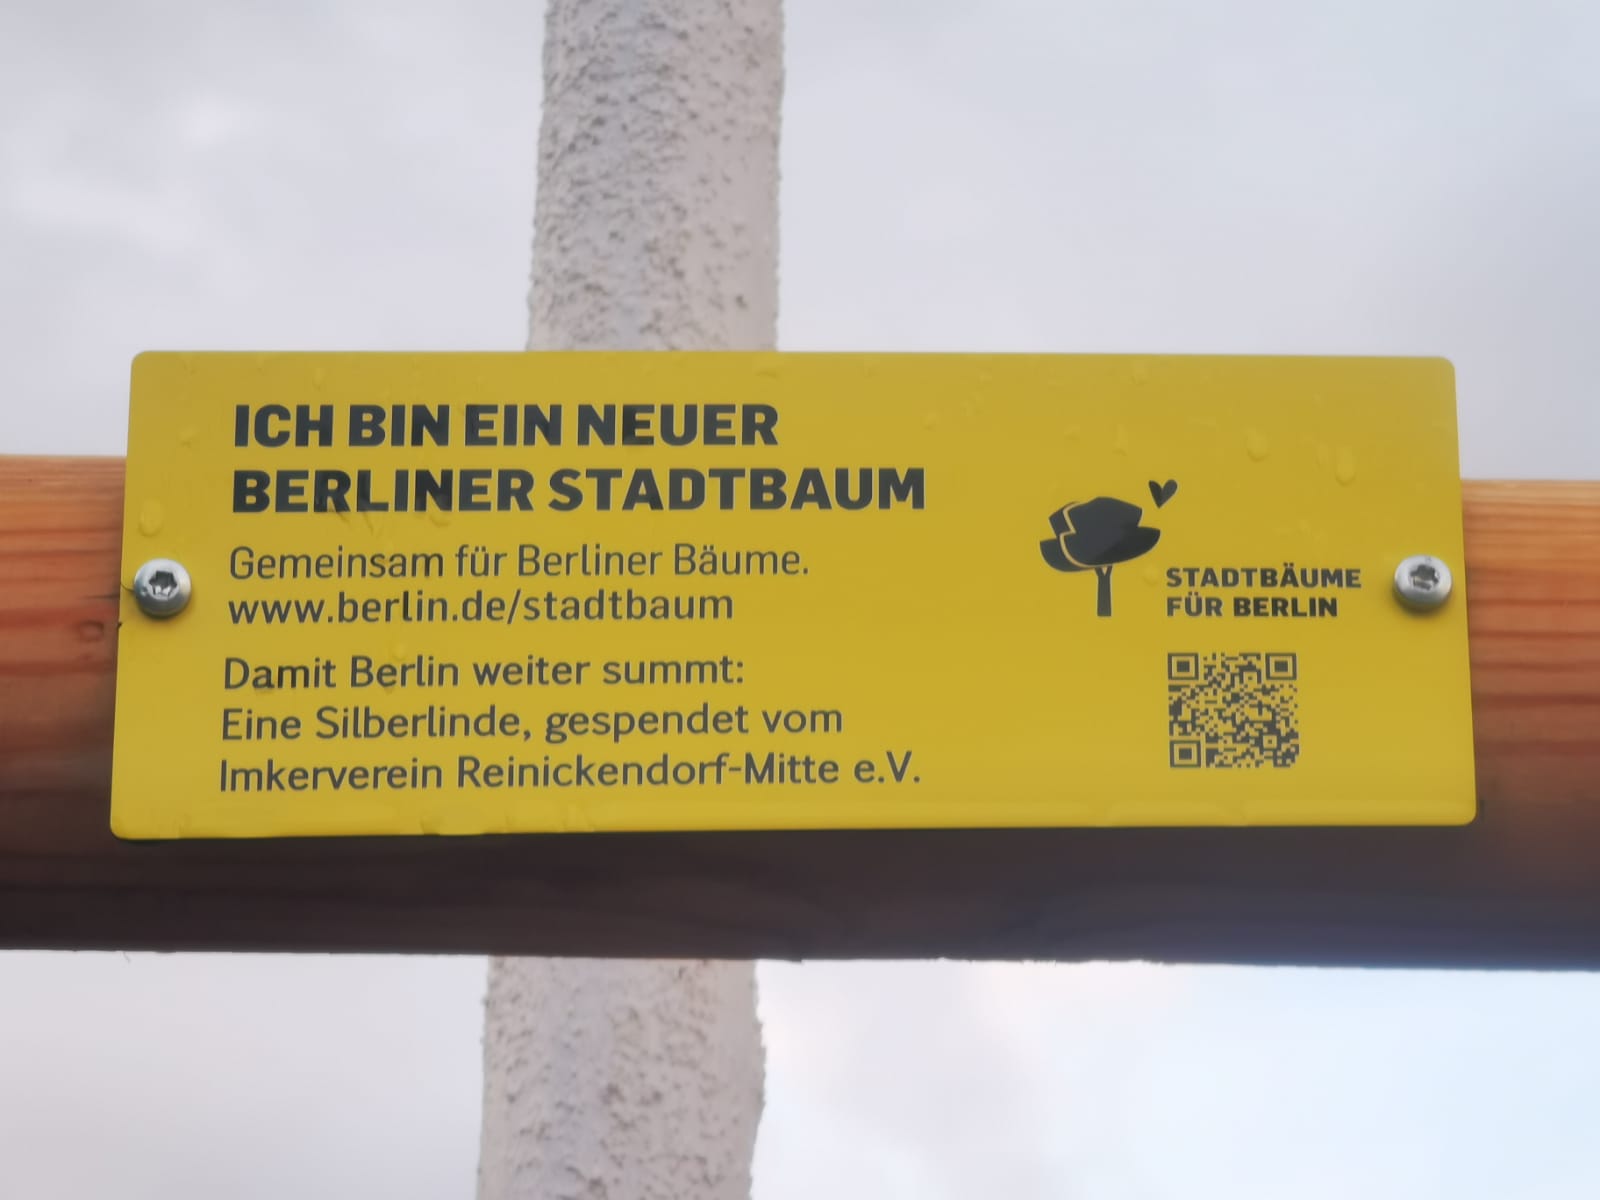 ICH BIN EIN NEUER
BERLINER STADTBAUM
Gemeinsam für Berliner Bäume.
www.berlin.de/stadtbaum
Damit Berlin weiter summt:
Eine Silberlinde, gespendet vom
Imkerverein Reinickendorf-Mitte e.V.
STADTBÄUME
FÜR BERLIN